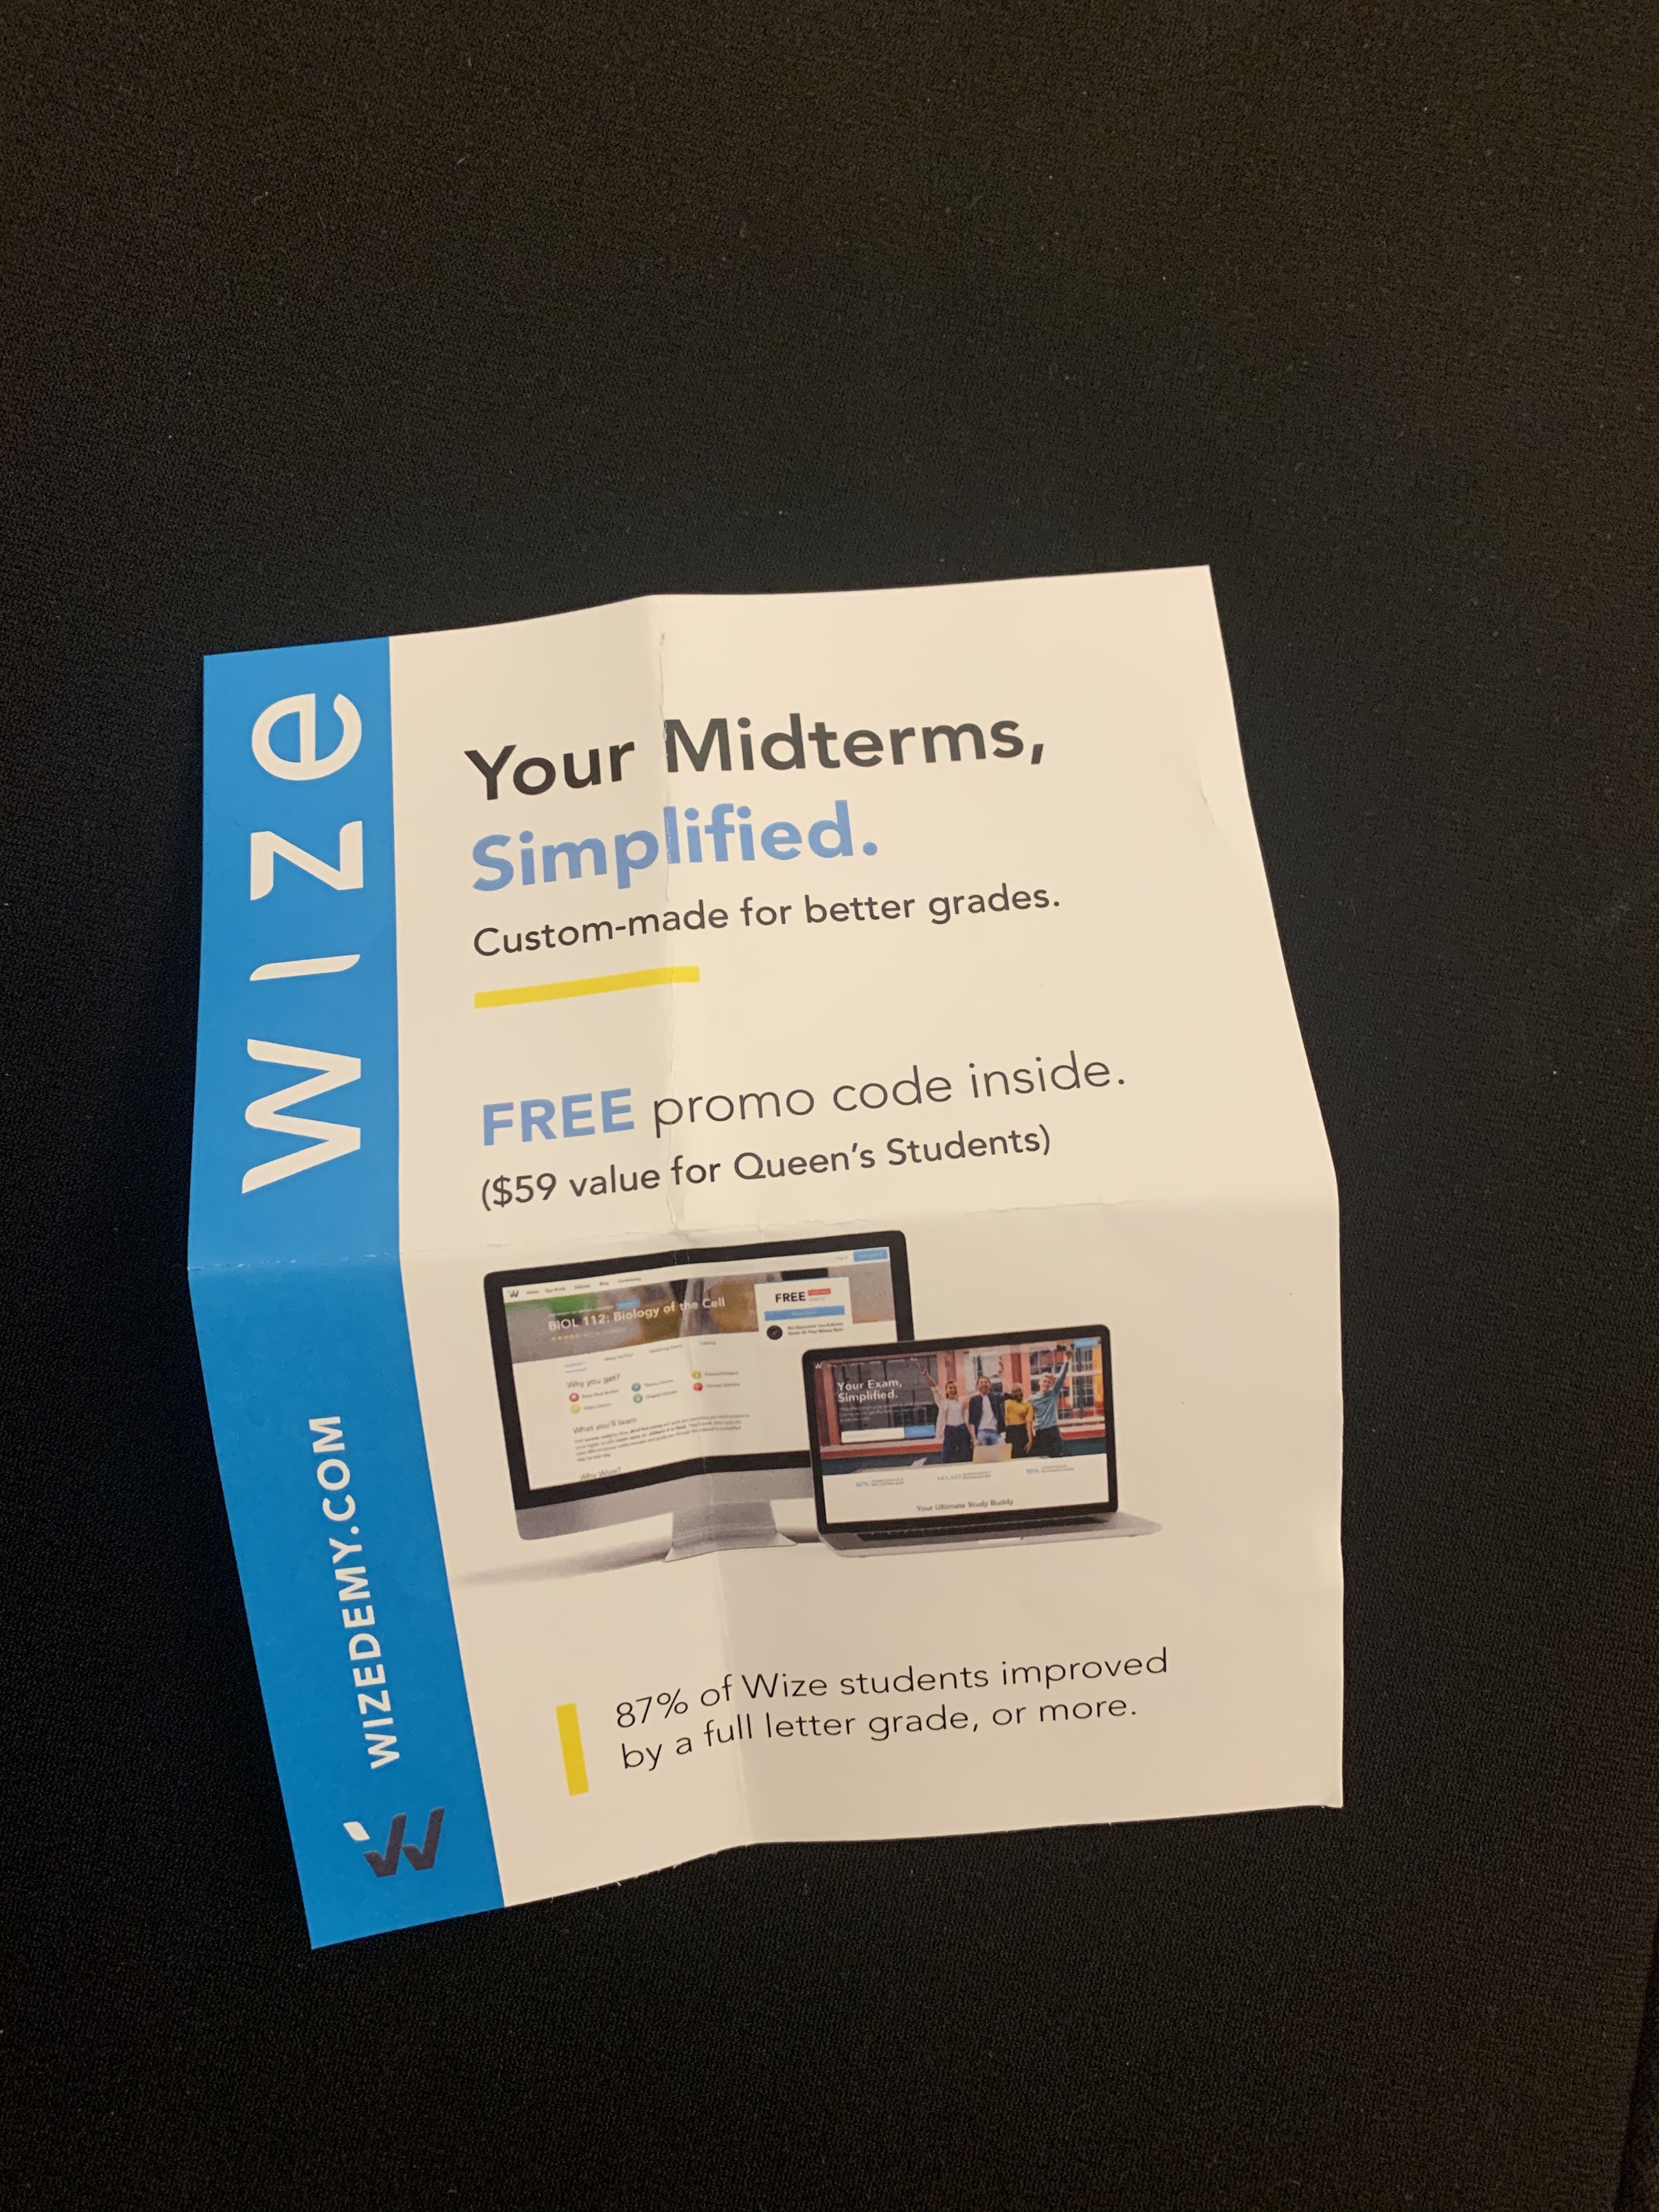 wıze
WIZEDEMY.COM
Your Midterms,
Simplified.
Custom-made for better grades.
FREE promo code inside.
($59 value for Queen's Students)
BIOL 112: Biology of the Cell
FREE
Why you get?
What you'll learn
Why Wize?
Your Exam,
Simplified.
Your Ultimate Study Buddy
87% of Wize students improved
by a full letter grade, or more.